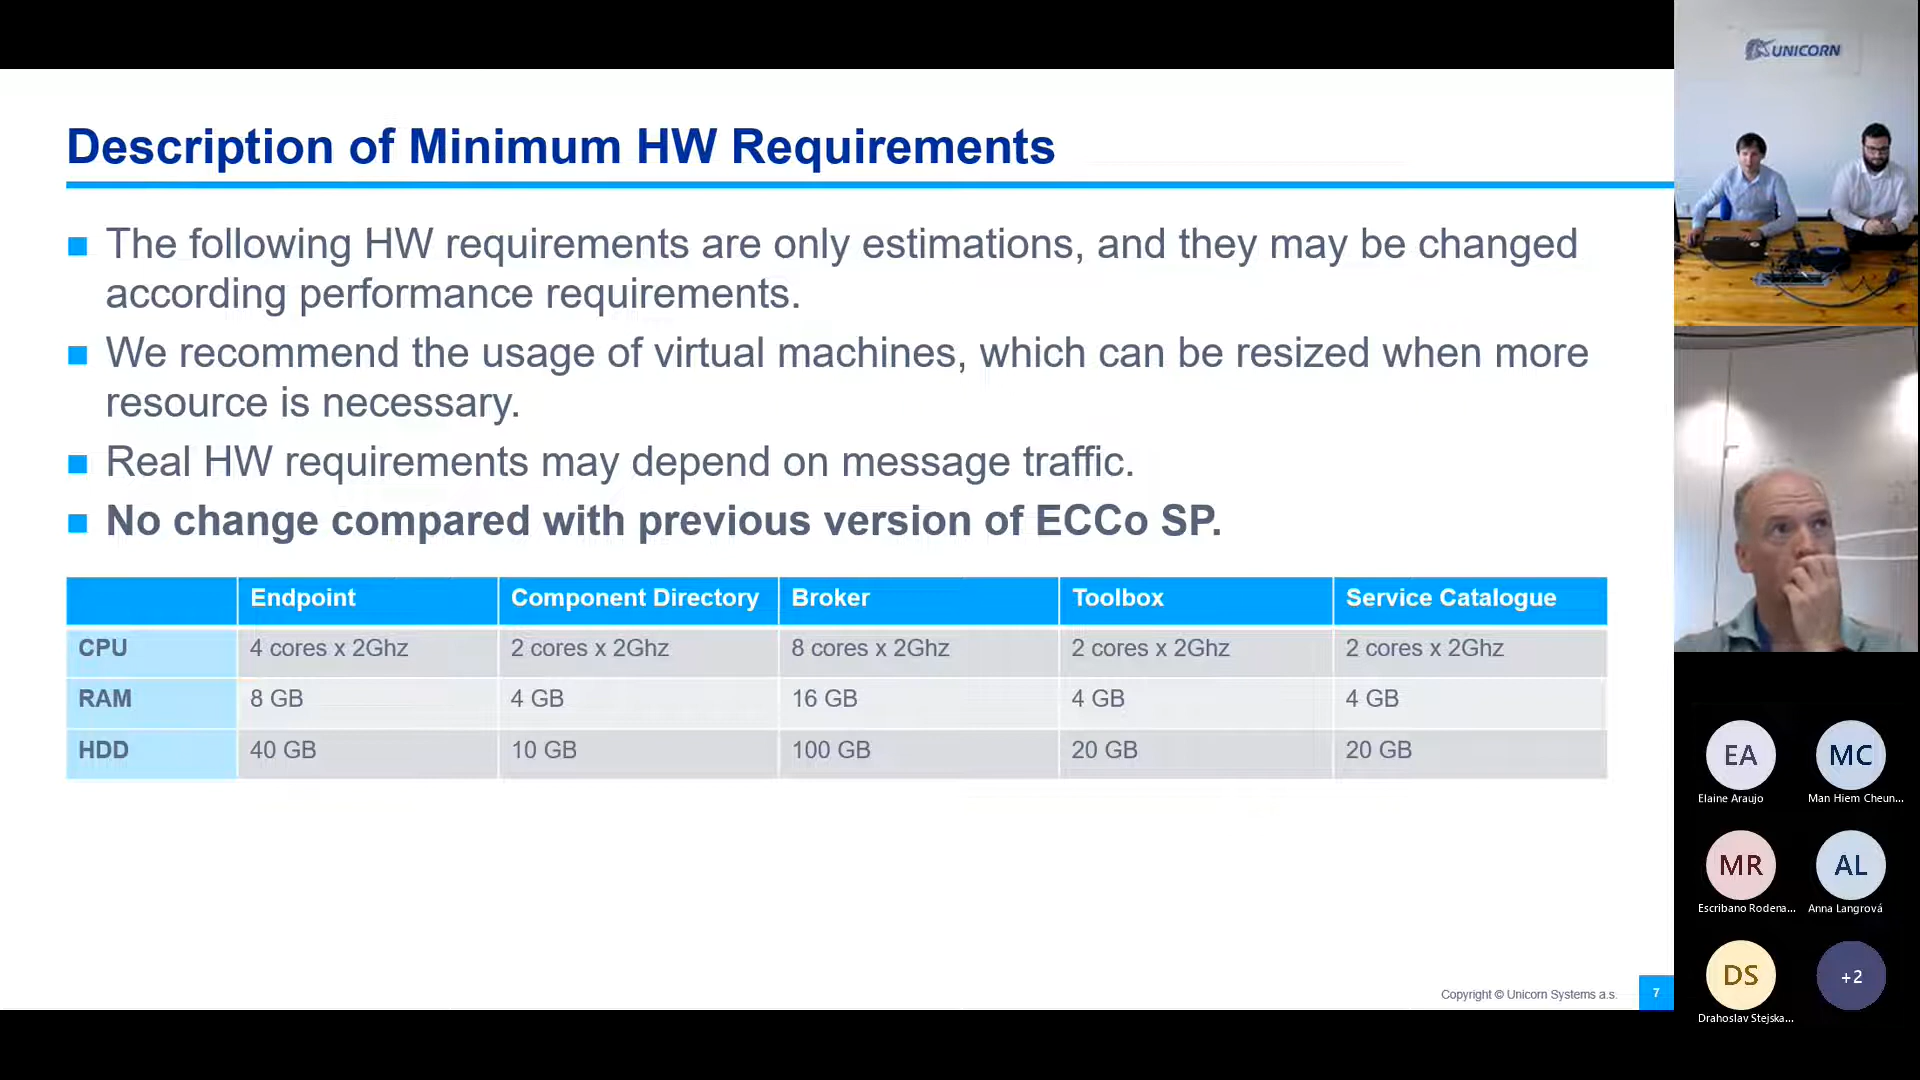 UNICORN
Description of Minimum HW Requirements
The following HW requirements are only estimations, and they may be changed
according performance requirements.
We recommend the usage of virtual machines, which can be resized when more
resource is necessary.
Real HW requirements may depend on message traffic.
No change compared with previous version of ECCo SP.
Endpoint Component Directory Broker Toolbox Service Catalogue
CPU 4 cores x 2Ghz 2 cores x 2Ghz 8 cores x 2Ghz 2 cores x 2Ghz 2 cores x 2Ghz
RAM 8 GB 4 GB 16 GB 4 GB 4 GB
HDD 40 GB 10 GB 100 GB 20 GB 20 GB
Copyright © Unicorn Systems a.s.
7
EA MC
Elaine Araujo Man Hiem Cheun...
MR AL
Escribano Rodena... Anna Langrová
DS +2
Drahoslav Stejska...